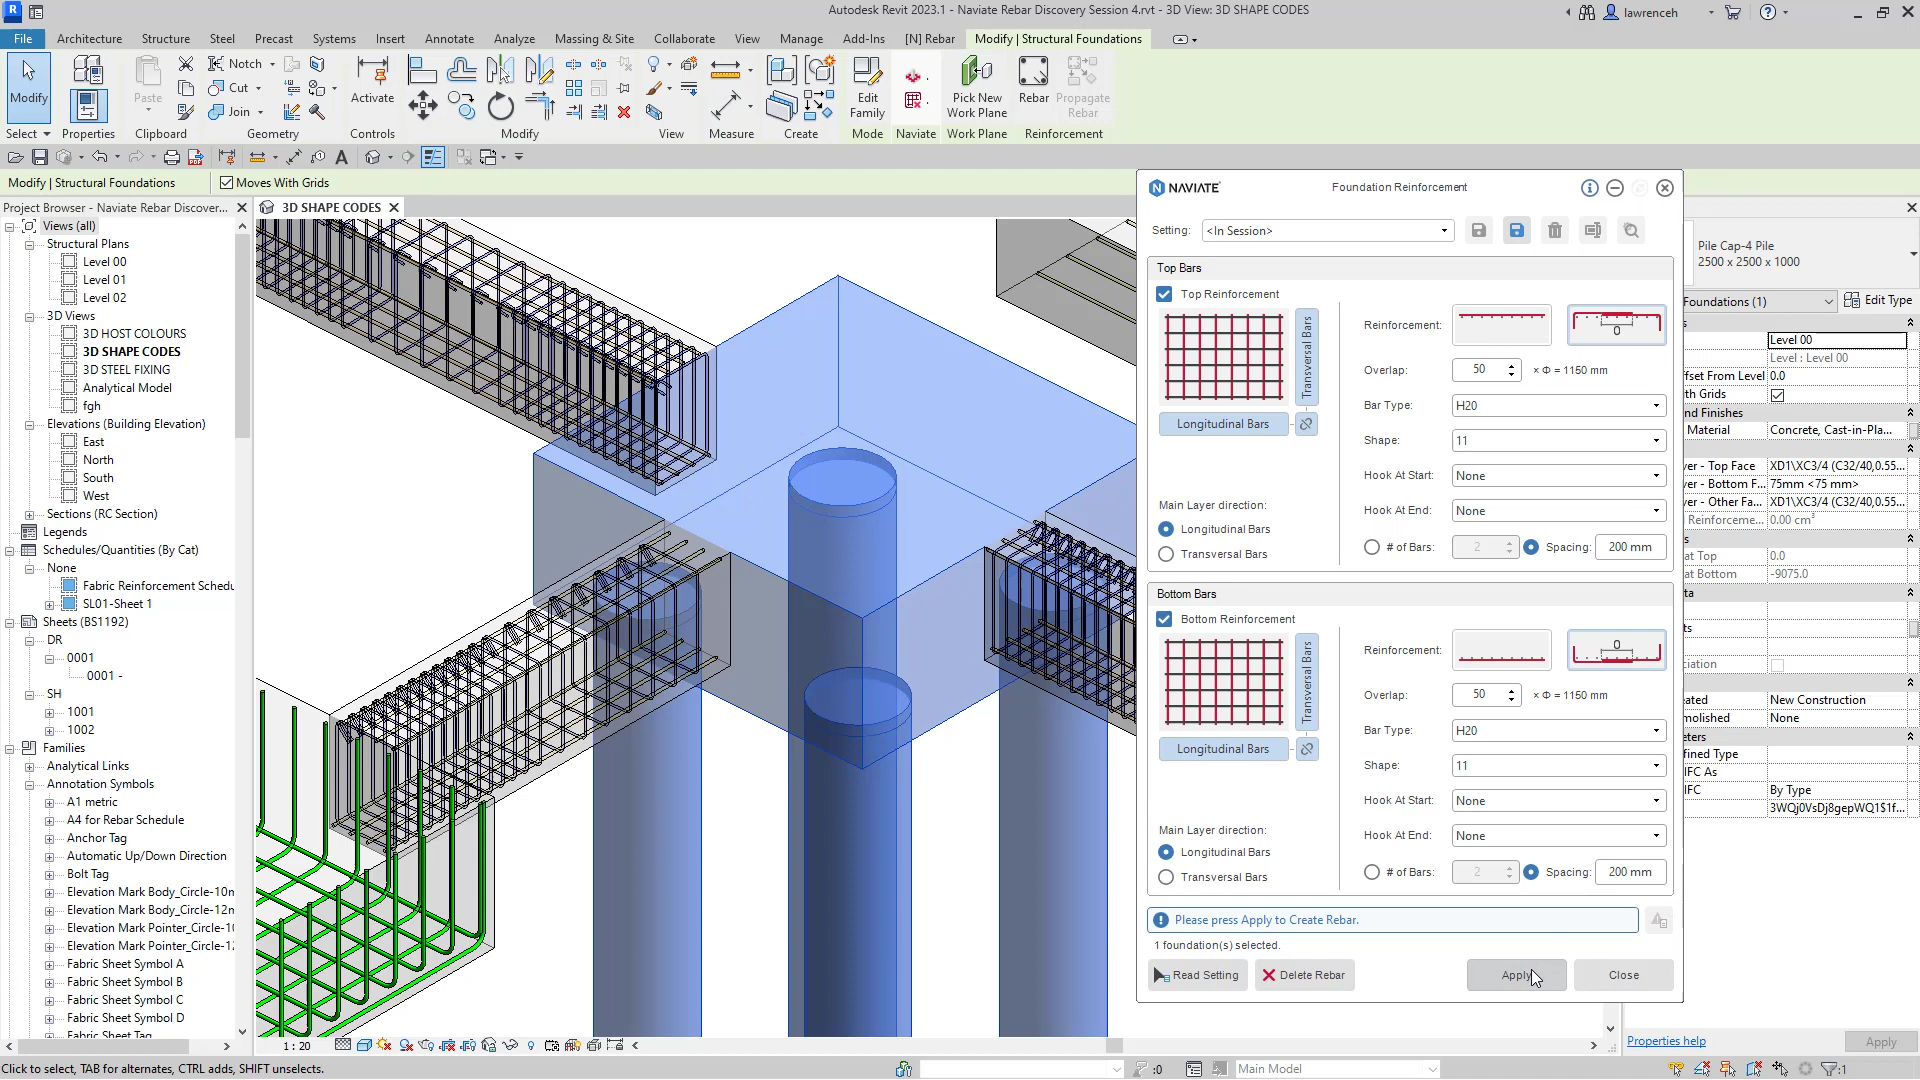 Autodesk Revit 2023.1 - Naviate Rebar Discovery Session 4.rvt - 3D View: 3D SHAPE CODES
lawrenceh
File
Architecture
Structure
Steel
Precast
Systems
Insert
Annotate
Analyze
Massing & Site
Collaborate
View
Manage
Add-Ins
[N] Rebar
Modify | Structural Foundations
Modify
Select
Properties
Paste
Clipboard
Notch
Cut
Join
Geometry
Activate
Controls
Modify
View
Measure
Create
Edit
Family
Mode
Naviate
Pick New
Work Plane
Work Plane
Rebar
Propagate
Rebar
Reinforcement
Modify | Structural Foundations
Moves With Grids
Project Browser - Naviate Rebar Discover...
Views (all)
Structural Plans
Level 00
Level 01
Level 02
3D Views
3D HOST COLOURS
3D SHAPE CODES
3D STEEL FIXING
Analytical Model
fgh
Elevations (Building Elevation)
East
North
South
West
Sections (RC Section)
Legends
Schedules/Quantities (By Cat)
None
Fabric Reinforcement Schedu
SL01-Sheet 1
Sheets (BS1192)
DR
0001
0001 -
SH
1001
1002
Families
Analytical Links
Annotation Symbols
A1 metric
A4 for Rebar Schedule
Anchor Tag
Automatic Up/Down Direction
Bolt Tag
Elevation Mark Body_Circle-10m
Elevation Mark Body_Circle-12m
Elevation Mark Pointer_Circle-10
Elevation Mark Pointer_Circle-12
Fabric Sheet Symbol A
Fabric Sheet Symbol B
Fabric Sheet Symbol C
Fabric Sheet Symbol D
Fabric Sheet Tag
3D SHAPE CODES
NAVIATE
Foundation Reinforcement
Setting:
<In Session>
Top Bars
Top Reinforcement
Transversal Bars
Longitudinal Bars
Main Layer direction:
Longitudinal Bars
Transversal Bars
Reinforcement:
0
Overlap:
50
× Φ = 1150 mm
Bar Type:
H20
Shape:
11
Hook At Start:
None
Hook At End:
None
# of Bars:
2
Spacing:
200 mm
Bottom Bars
Bottom Reinforcement
Transversal Bars
Longitudinal Bars
Main Layer direction:
Longitudinal Bars
Transversal Bars
Reinforcement:
0
Overlap:
50
× Φ = 1150 mm
Bar Type:
H20
Shape:
11
Hook At Start:
None
Hook At End:
None
# of Bars:
2
Spacing:
200 mm
Please press Apply to Create Rebar.
1 foundation(s) selected.
Read Setting
Delete Rebar
Apply
Close
Pile Cap-4 Pile
2500 x 2500 x 1000
Foundations (1)
Edit Type
s
Level 00
Level : Level 00
ffset From Level
0.0
th Grids
nd Finishes
Material
Concrete, Cast-in-Pla...
ver - Top Face
XD1\XC3/4 (C32/40,0.55...
ver - Bottom F...
75mm <75 mm>
ver - Other Fa...
XD1\XC3/4 (C32/40,0.55...
Reinforceme...
0.00 cm³
s
at Top
0.0
at Bottom
-9075.0
ta
ts
ciation
eated
New Construction
molished
None
eters
fined Type
IFC As
IFC
By Type
3WQj0VsDj8gepWQ1$1f...
Properties help
Apply
1 : 20
Click to select, TAB for alternates, CTRL adds, SHIFT unselects.
:0
Main Model
:1